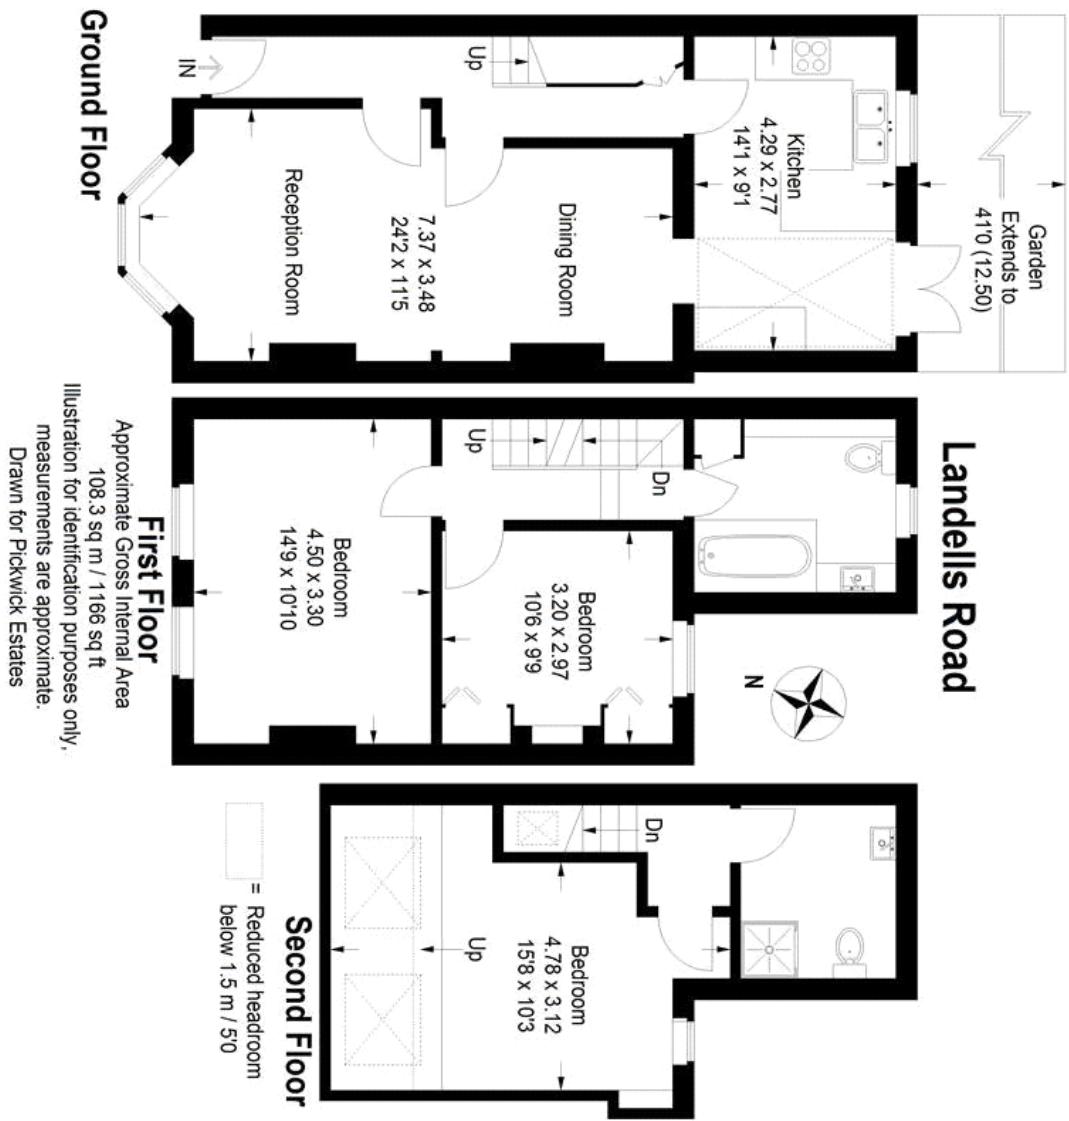 Landells Road
N
Garden
Extends to
41'0 (12.50)
Kitchen
4.29 x 2.77
14'1 x 9'1
Dining Room
7.37 x 3.48
24'2 x 11'5
Reception Room
Up
IN
Ground Floor
Dn
Up
Bedroom
3.20 x 2.97
10'6 x 9'9
Bedroom
4.50 x 3.30
14'9 x 10'10
First Floor
Dn
Bedroom
4.78 x 3.12
15'8 x 10'3
Up
Second Floor
= Reduced headroom
below 1.5 m / 5'0
Approximate Gross Internal Area
108.3 sq m / 1166 sq ft
Illustration for identification purposes only,
measurements are approximate.
Drawn for Pickwick Estates